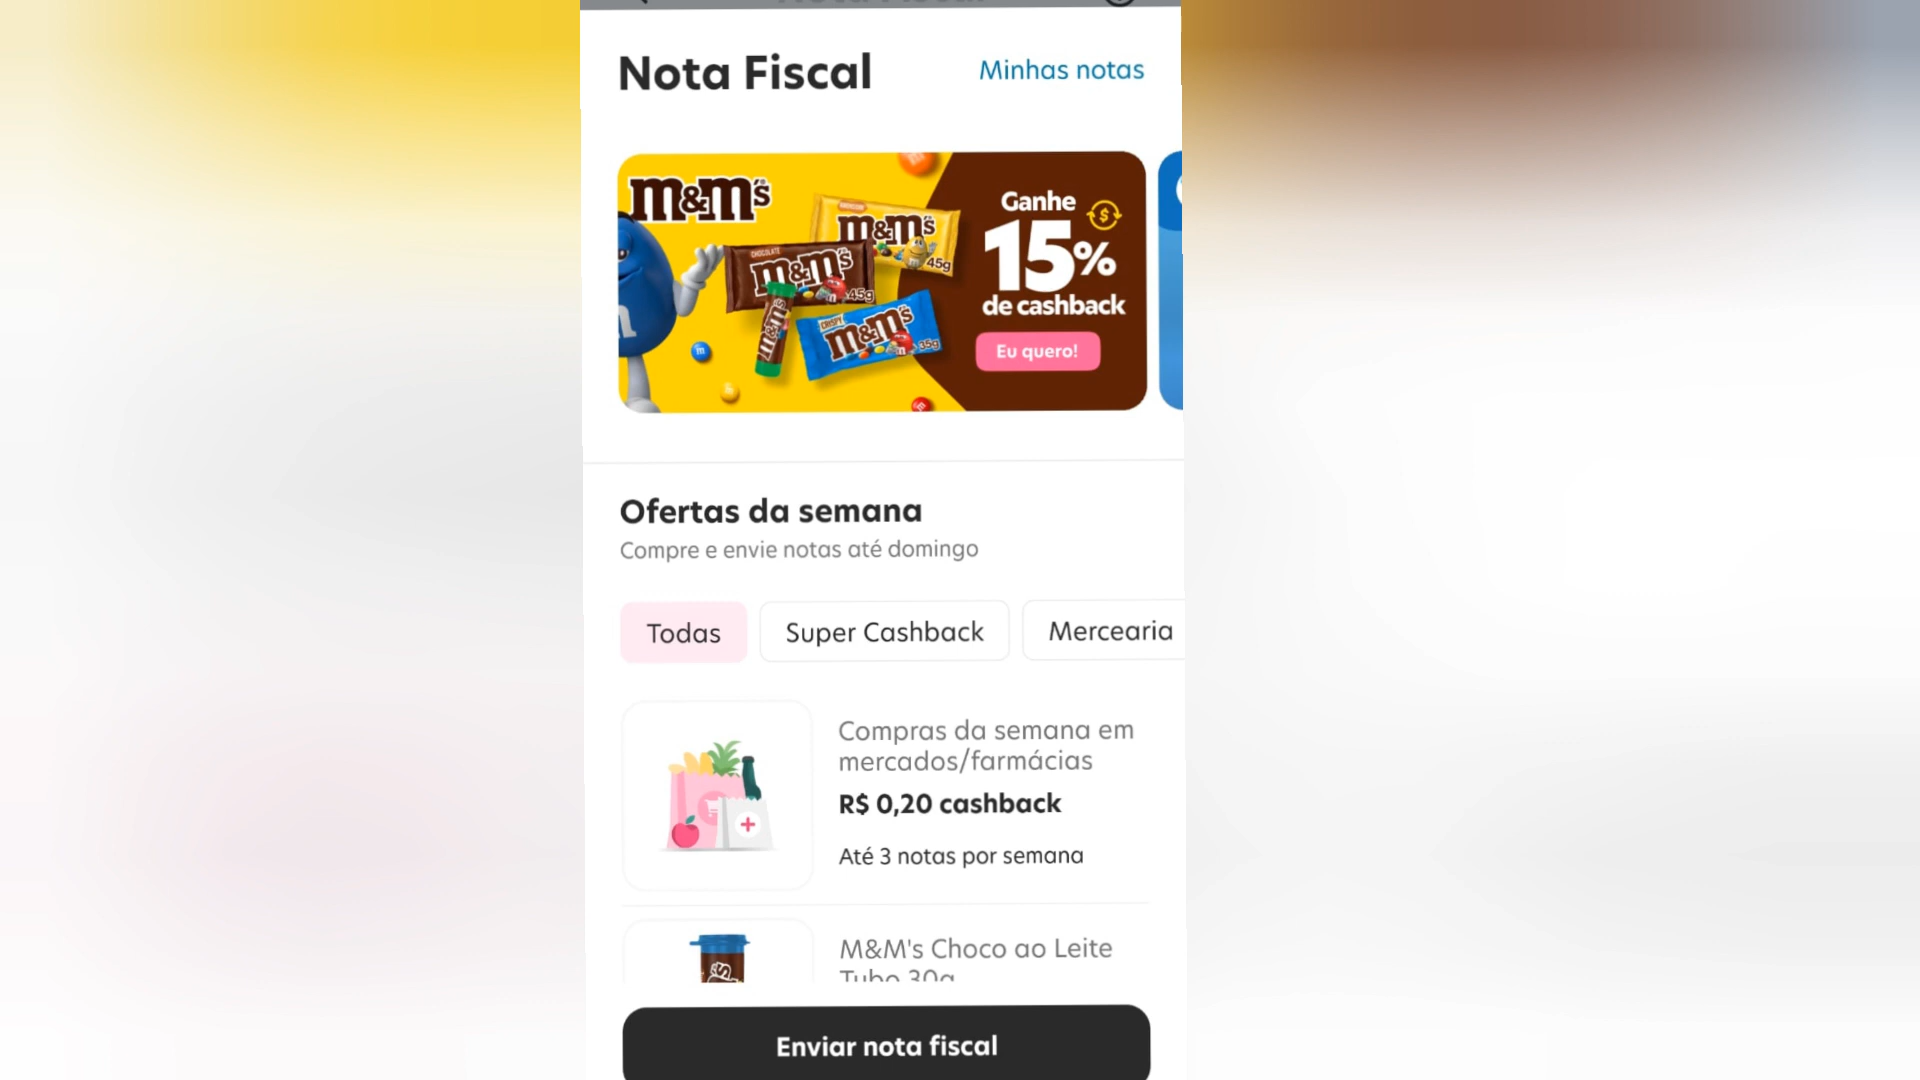 Nota Fiscal
Minhas notas
m&m's
m&m's
45g
CHOCOLATE
m&m's
45g
m&m's
CRISPY
m&m's
35g
Ganhe
15%
de cashback
Eu quero!
Ofertas da semana
Compre e envie notas até domingo
Todas
Super Cashback
Mercearia
Compras da semana em
mercados/farmácias
R$ 0,20 cashback
Até 3 notas por semana
M&M's Choco ao Leite
Tubo 30g
Enviar nota fiscal